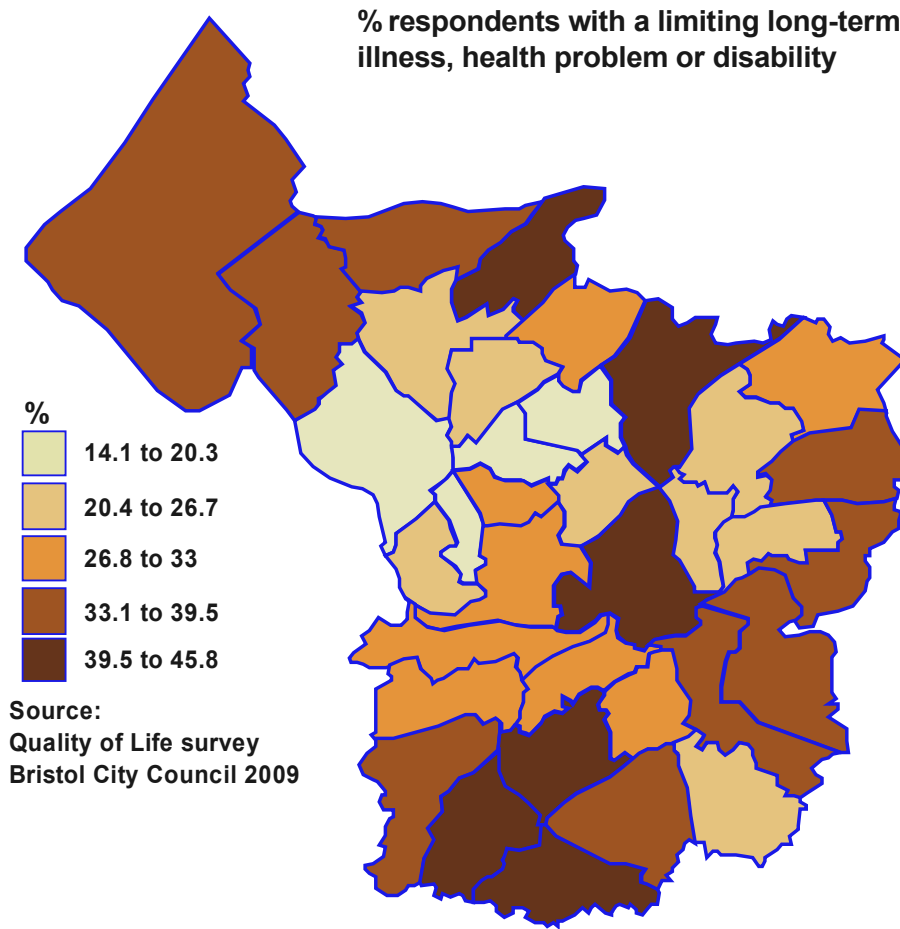 % respondents with a limiting long-term
illness, health problem or disability
%
14.1 to 20.3
20.4 to 26.7
26.8 to 33
33.1 to 39.5
39.5 to 45.8
Source:
Quality of Life survey
Bristol City Council 2009